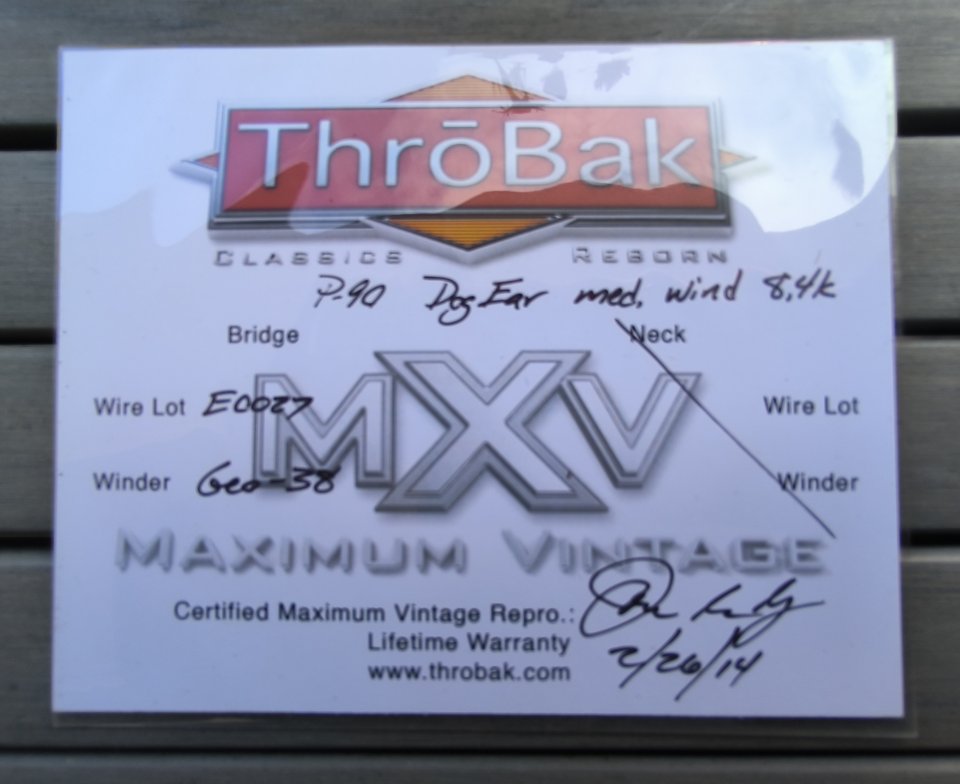 ThrōBak
CLASSICS REBORN
P-90 Dog Ear med. wind 8,4k
Bridge Neck
Wire Lot E0027 Wire Lot
MXV
Winder Geo-38 Winder
MAXIMUM VINTAGE
Certified Maximum Vintage Repro.:
Lifetime Warranty
2/26/14
www.throbak.com